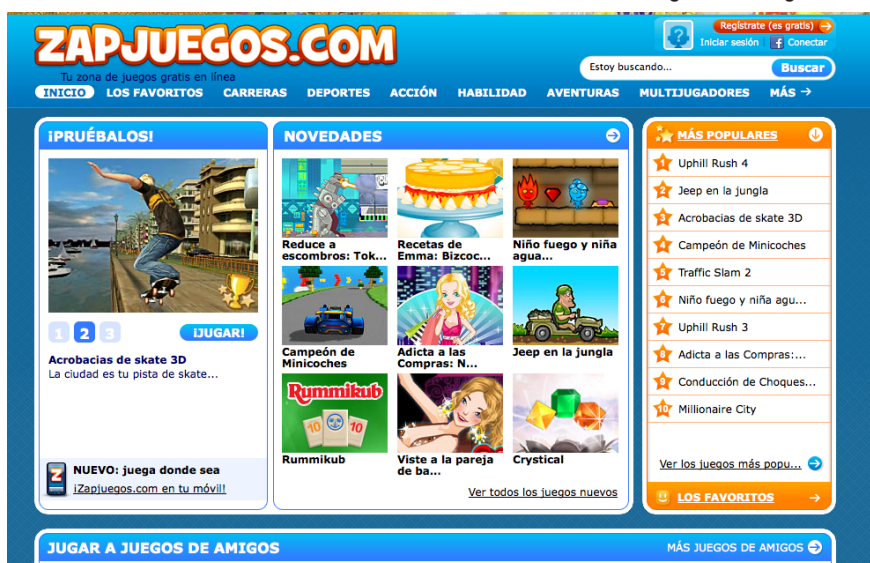 ZAPJUEGOS.COM
Tu zona de juegos gratis en línea
Regístrate (es gratis)
Iniciar sesión
Conectar
Estoy buscando...
Buscar
INICIO LOS FAVORITOS CARRERAS DEPORTES ACCIÓN HABILIDAD AVENTURAS MULTIJUGADORES MÁS
¡PRUÉBALOS!
1 2 3
¡JUGAR!
Acrobacias de skate 3D
La ciudad es tu pista de skate...
NUEVO: juega donde sea
¡Zapjuegos.com en tu móvil!
NOVEDADES
Reduce a
escombros: Tok...
Recetas de
Emma: Bizcoc...
Niño fuego y niña
agua...
Campeón de
Minicoches
Adicta a las
Compras: N...
Jeep en la jungla
Rummikub
10 10
Rummikub
Viste a la pareja
de ba...
Crystical
Ver todos los juegos nuevos
MÁS POPULARES
1 Uphill Rush 4
2 Jeep en la jungla
3 Acrobacias de skate 3D
4 Campeón de Minicoches
5 Traffic Slam 2
6 Niño fuego y niña agu...
7 Uphill Rush 3
8 Adicta a las Compras:...
9 Conducción de Choques...
10 Millionaire City
Ver los juegos más popu...
LOS FAVORITOS
JUGAR A JUEGOS DE AMIGOS
MÁS JUEGOS DE AMIGOS